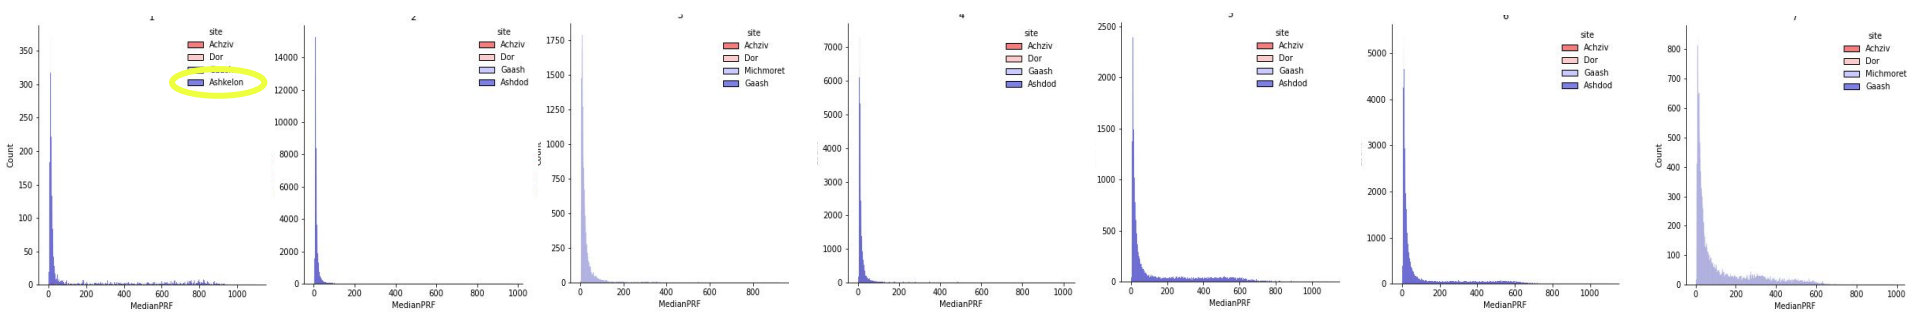 1
site
Achziv
Dor
Ashkelon
350
300
250
200
150
100
50
0
Count
0 200 400 600 800 1000
MedianPRF
2
site
Achziv
Dor
Gaash
Ashdod
14000
12000
10000
8000
6000
4000
2000
0
0 200 400 600 800 1000
MedianPRF
site
Achziv
Dor
Michmoret
Gaash
1750
1500
1250
1000
750
500
250
0
0 200 400 600 800
MedianPRF
4
site
Achziv
Dor
Gaash
Ashdod
7000
6000
5000
4000
3000
2000
1000
0
0 200 400 600 800 1000
MedianPRF
5
site
Achziv
Dor
Gaash
Ashdod
2500
2000
1500
1000
500
0
0 200 400 600 800 1000
MedianPRF
6
site
Achziv
Dor
Gaash
Ashdod
5000
4000
3000
2000
1000
0
0 200 400 600 800 1000
MedianPRF
7
site
Achziv
Dor
Michmoret
Gaash
800
700
600
500
400
300
200
100
0
Count
0 200 400 600 800 1000
MedianPRF